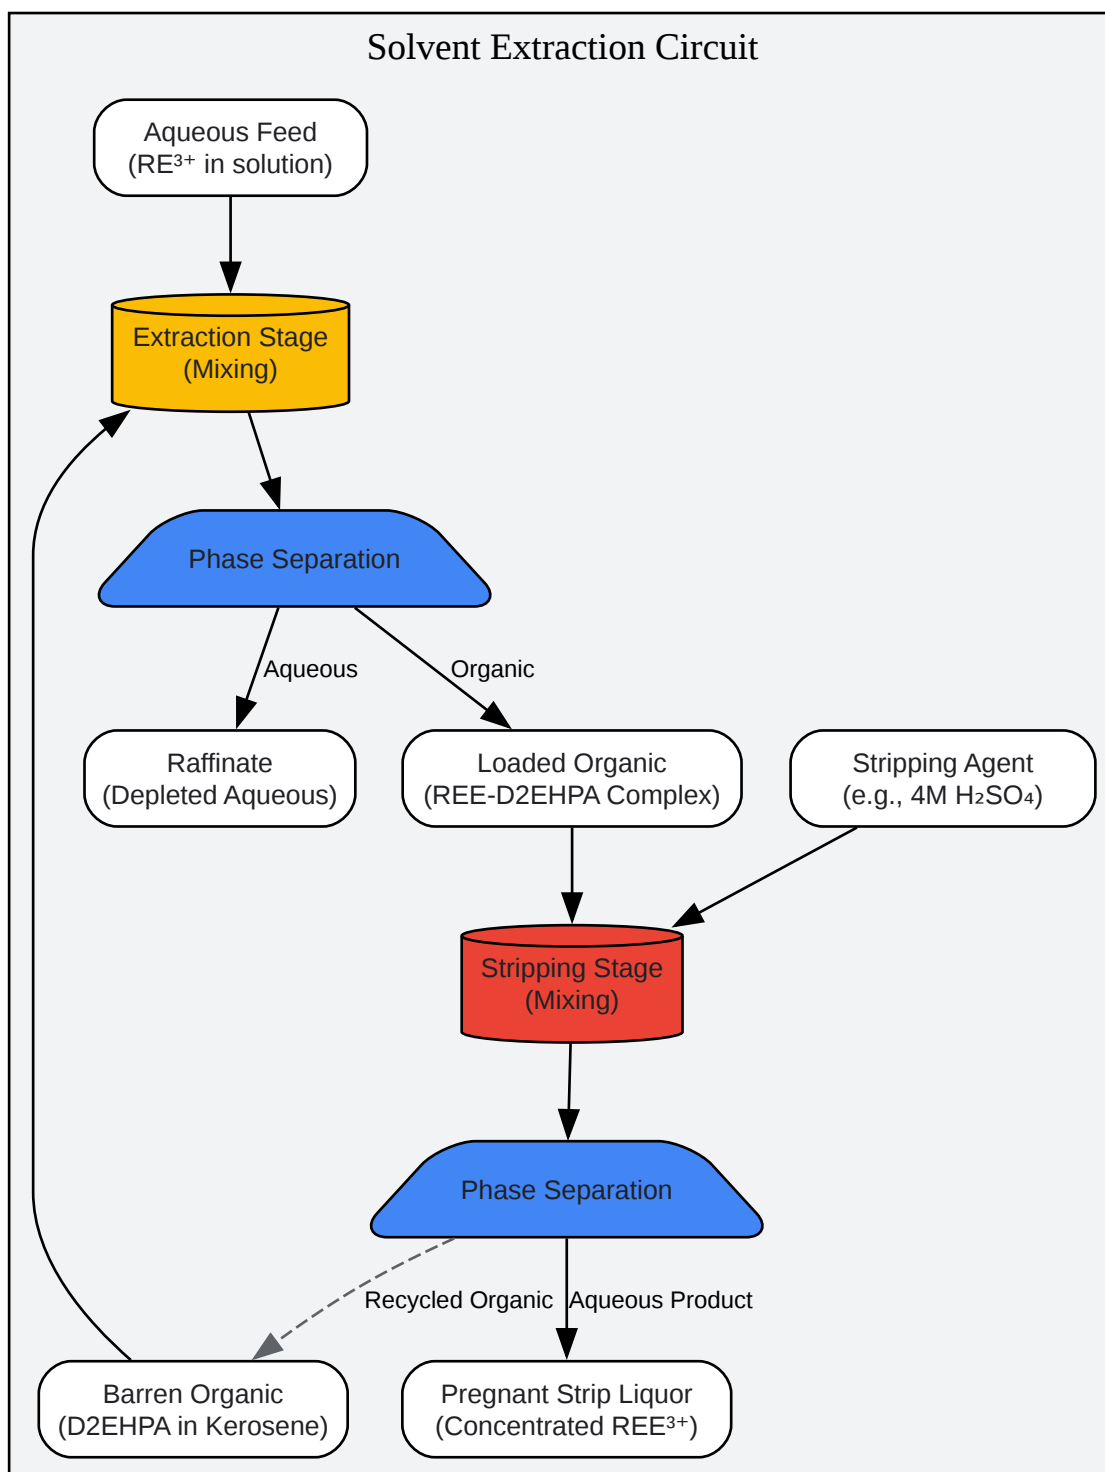 Solvent Extraction Circuit
Aqueous Feed
(RE³⁺ in solution)
Extraction Stage
(Mixing)
Phase Separation
Aqueous
Organic
Raffinate
(Depleted Aqueous)
Loaded Organic
(REE-D2EHPA Complex)
Stripping Agent
(e.g., 4M H₂SO₄)
Stripping Stage
(Mixing)
Phase Separation
Recycled Organic
Aqueous Product
Barren Organic
(D2EHPA in Kerosene)
Pregnant Strip Liquor
(Concentrated REE³⁺)